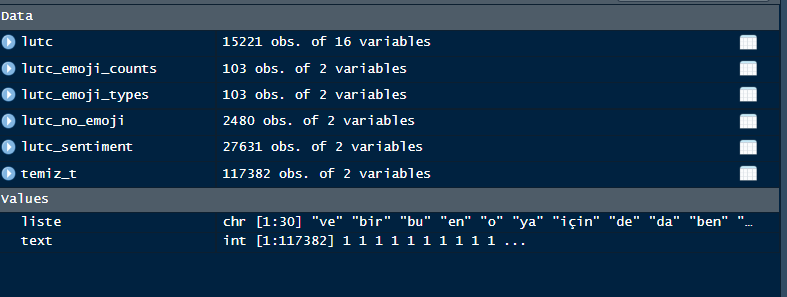 Data
lutc 15221 obs. of 16 variables
lutc_emoji_counts 103 obs. of 2 variables
lutc_emoji_types 103 obs. of 2 variables
lutc_no_emoji 2480 obs. of 2 variables
lutc_sentiment 27631 obs. of 2 variables
temiz_t 117382 obs. of 2 variables
Values
liste chr [1:30] "ve" "bir" "bu" "en" "o" "ya" "için" "de" "da" "ben" "…
text int [1:117382] 1 1 1 1 1 1 1 1 1 1 ...